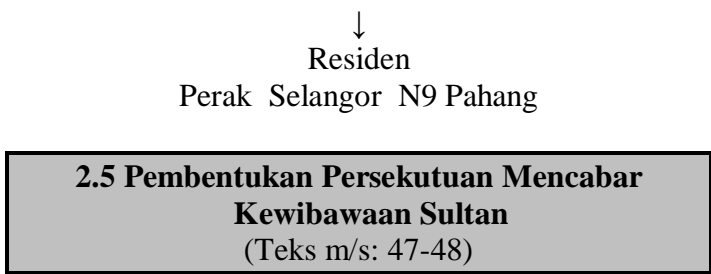 ↓
Residen
Perak Selangor N9 Pahang
2.5 Pembentukan Persekutuan Mencabar
Kewibawaan Sultan
(Teks m/s: 47-48)